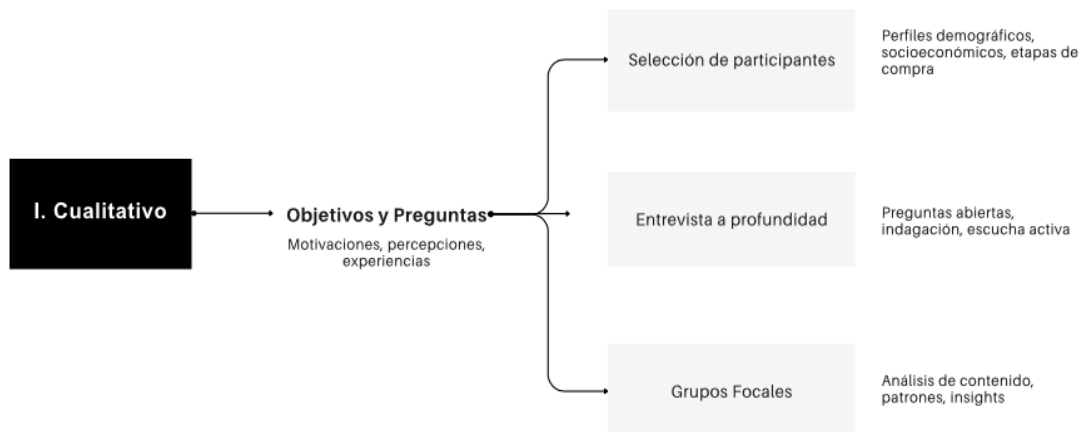 I. Cualitativo
Objetivos y Preguntas
Motivaciones, percepciones,
experiencias
Selección de participantes
Perfiles demográficos,
socioeconómicos, etapas de
compra
Entrevista a profundidad
Preguntas abiertas,
indagación, escucha activa
Grupos Focales
Análisis de contenido,
patrones, insights